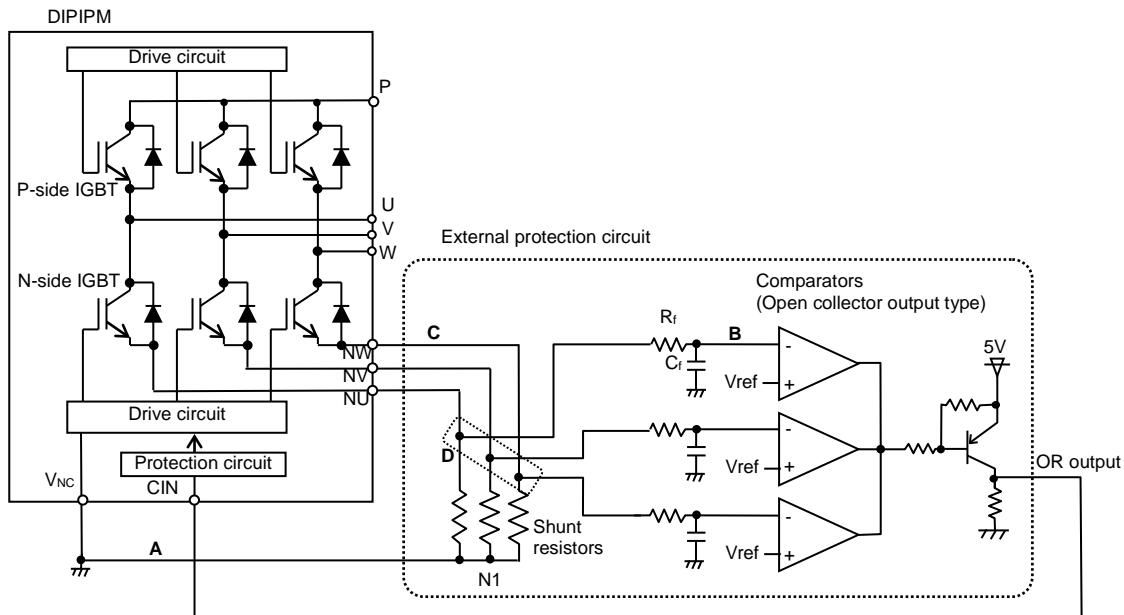 DIPIPM
Drive circuit
P
P-side IGBT
U
V
W
N-side IGBT
External protection circuit
Comparators
(Open collector output type)
C
Rf
B
Cf
-
Vref
+
5V
NW
NV
NU
Drive circuit
D
-
Vref
+
OR output
Protection circuit
VNC
CIN
Shunt
resistors
-
Vref
+
A
N1